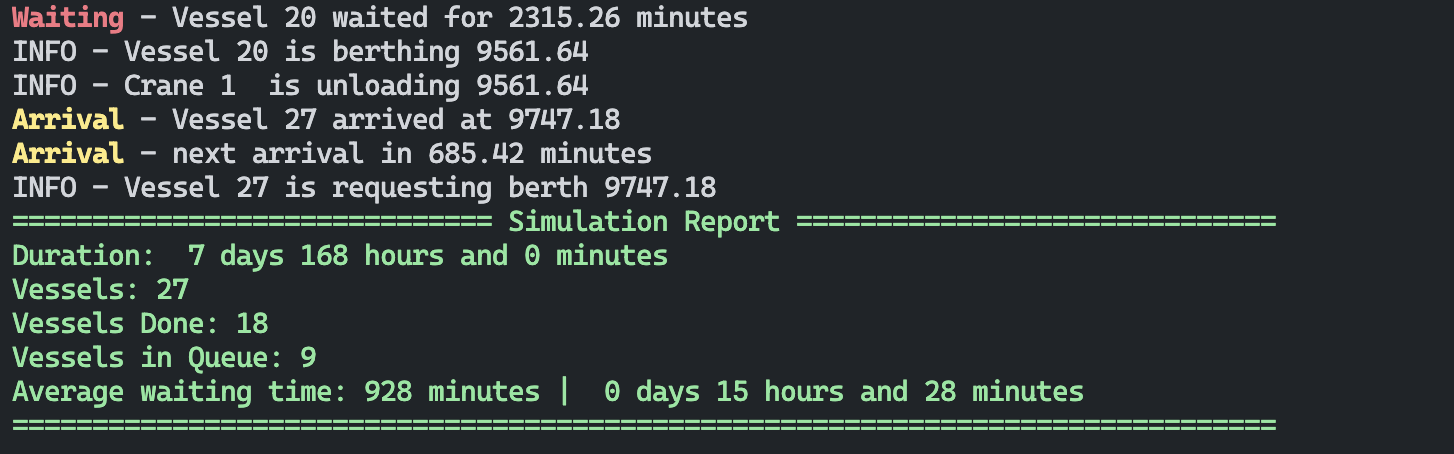 Waiting - Vessel 20 waited for 2315.26 minutes
INFO - Vessel 20 is berthing 9561.64
INFO - Crane 1  is unloading 9561.64
Arrival - Vessel 27 arrived at 9747.18
Arrival - next arrival in 685.42 minutes
INFO - Vessel 27 is requesting berth 9747.18
============================== Simulation Report ==============================
Duration:  7 days 168 hours and 0 minutes
Vessels: 27
Vessels Done: 18
Vessels in Queue: 9
Average waiting time: 928 minutes |  0 days 15 hours and 28 minutes
===============================================================================